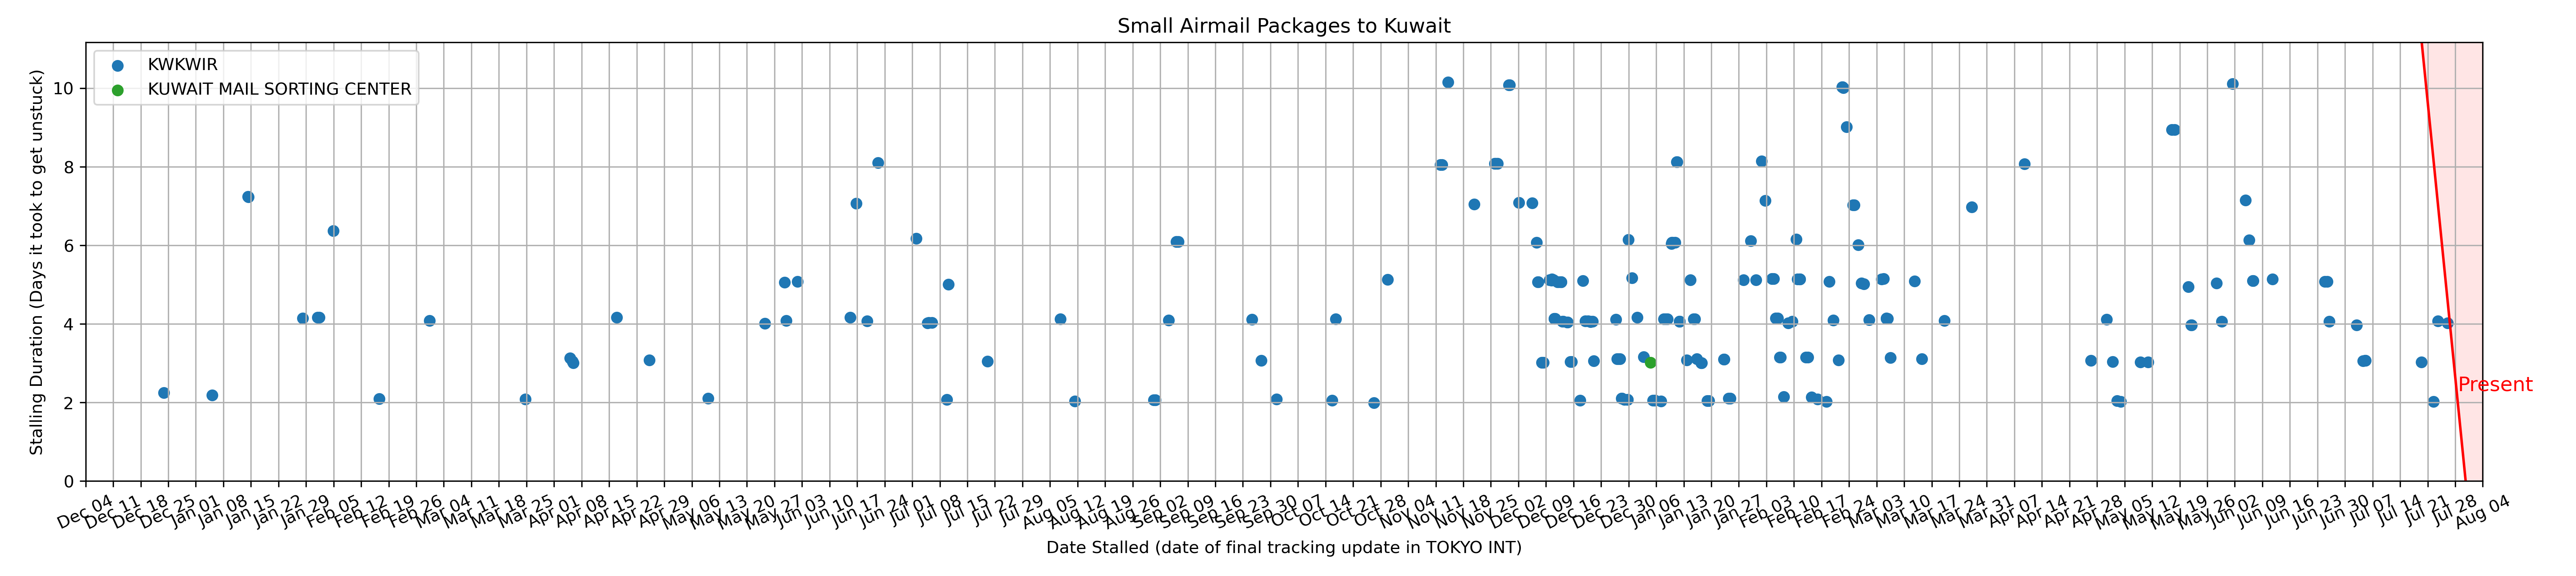 Small Airmail Packages to Kuwait
KWKWIR
KUWAIT MAIL SORTING CENTER
Stalling Duration (Days it took to get unstuck)
10
8
6
4
2
0
Present
Dec 04 Dec 11 Dec 18 Dec 25 Jan 01 Jan 08 Jan 15 Jan 22 Jan 29 Feb 05 Feb 12 Feb 19 Feb 26 Mar 04 Mar 11 Mar 18 Mar 25 Apr 01 Apr 08 Apr 15 Apr 22 Apr 29 May 06 May 13 May 20 May 27 Jun 03 Jun 10 Jun 17 Jun 24 Jul 01 Jul 08 Jul 15 Jul 22 Jul 29 Aug 05 Aug 12 Aug 19 Aug 26 Sep 02 Sep 09 Sep 16 Sep 23 Sep 30 Oct 07 Oct 14 Oct 21 Oct 28 Nov 04 Nov 11 Nov 18 Nov 25 Dec 02 Dec 09 Dec 16 Dec 23 Dec 30 Jan 06 Jan 13 Jan 20 Jan 27 Feb 03 Feb 10 Feb 17 Feb 24 Mar 03 Mar 10 Mar 17 Mar 24 Mar 31 Apr 07 Apr 14 Apr 21 Apr 28 May 05 May 12 May 19 May 26 Jun 02 Jun 09 Jun 16 Jun 23 Jun 30 Jul 07 Jul 14 Jul 21 Jul 28 Aug 04
Date Stalled (date of final tracking update in TOKYO INT)